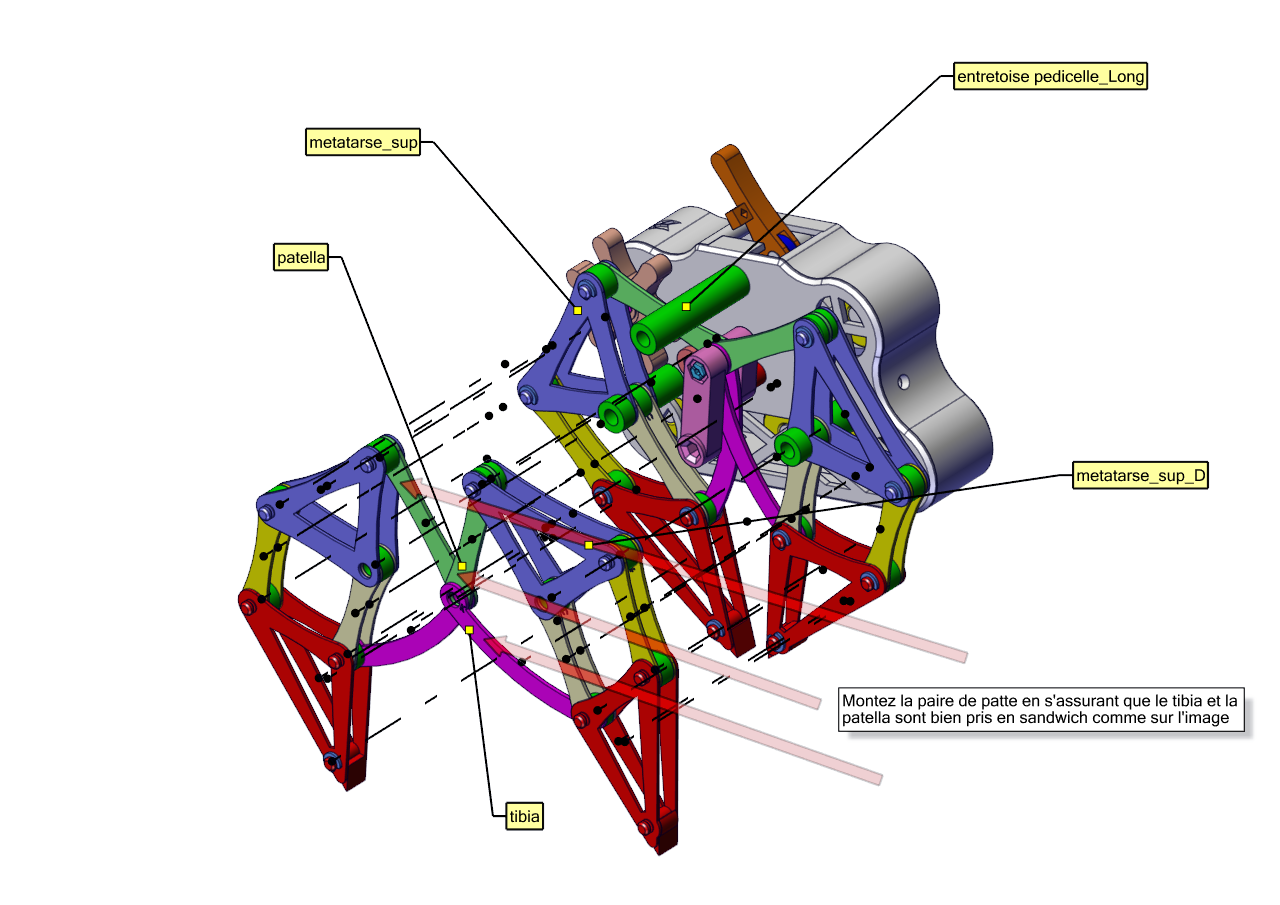 entretoise pedicelle_Long
metatarse_sup
patella
metatarse_sup_D
Montez la paire de patte en s'assurant que le tibia et la
patella sont bien pris en sandwich comme sur l'image
tibia